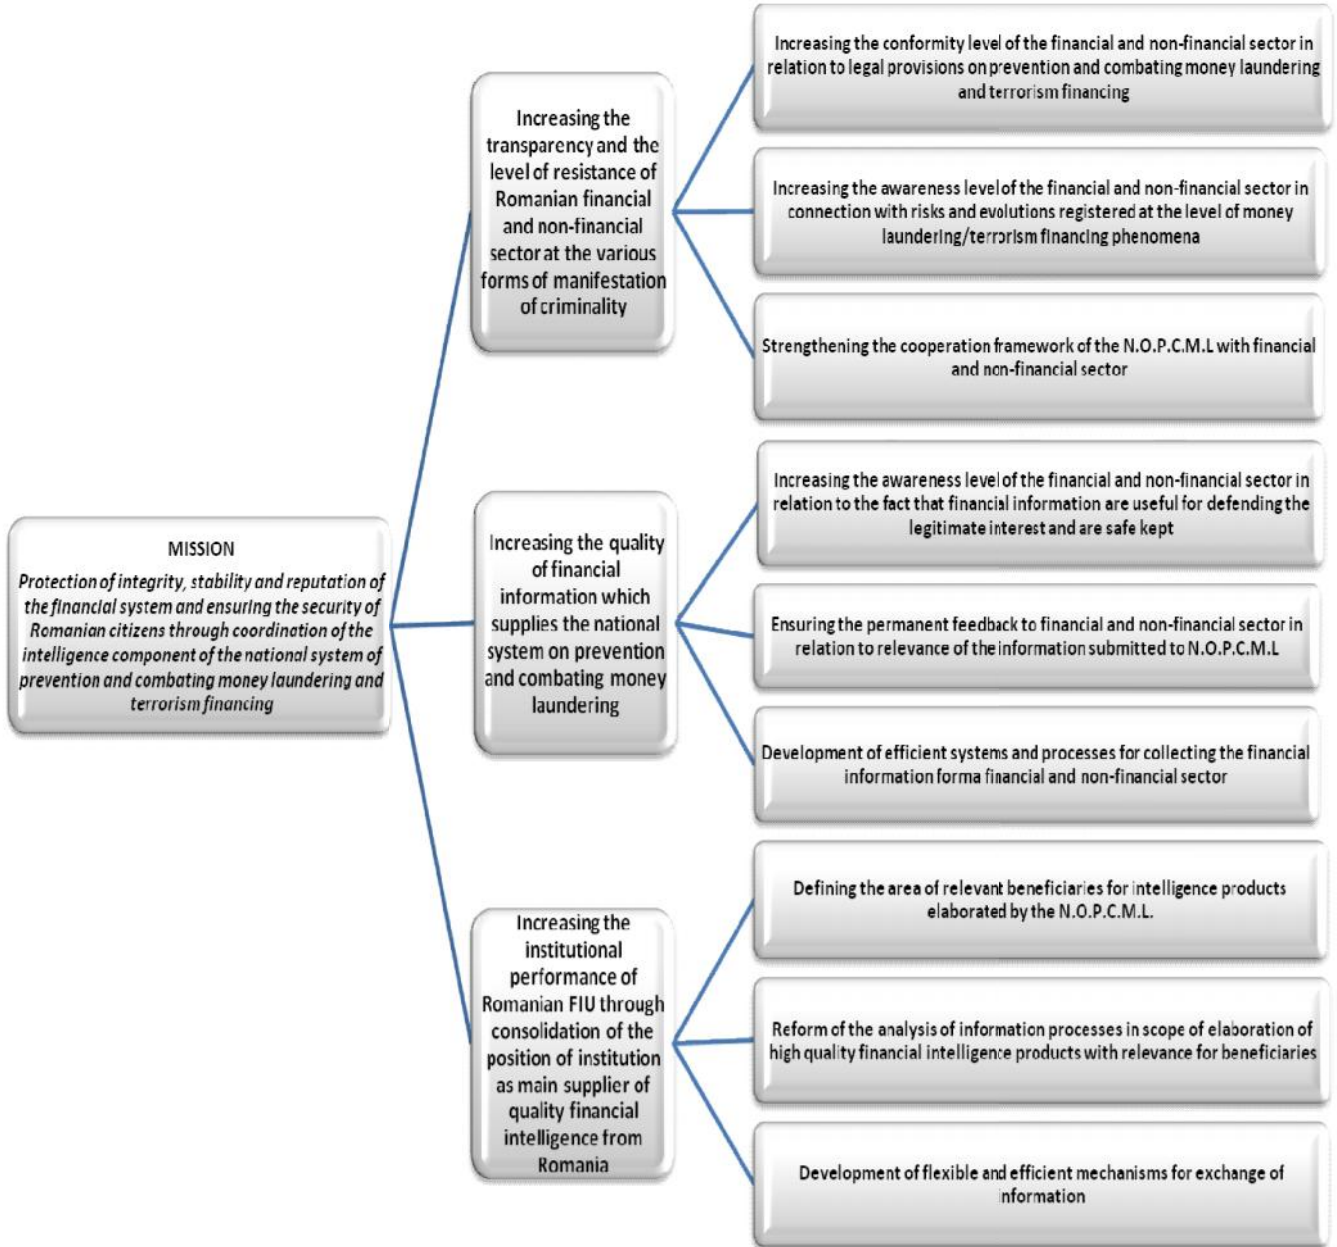 MISSION
Protection of integrity, stability and reputation of
the financial system and ensuring the security of
Romanian citizens through coordination of the
intelligence component of the national system of
prevention and combating money laundering and
terrorism financing
Increasing the
transparency and the
level of resistance of
Romanian financial
and non-financial
sector at the various
forms of manifestation
of criminality
Increasing the conformity level of the financial and non-financial sector in
relation to legal provisions on prevention and combating money laundering
and terrorism financing
Increasing the awareness level of the financial and non-financial sector in
connection with risks and evolutions registered at the level of money
laundering/terrorism financing phenomena
Strengthening the cooperation framework of the N.O.P.C.M.L with financial
and non-financial sector
Increasing the quality
of financial
information which
supplies the national
system on prevention
and combating money
laundering
Increasing the awareness level of the financial and non-financial sector in
relation to the fact that financial information are useful for defending the
legitimate interest and are safe kept
Ensuring the permanent feedback to financial and non-financial sector in
relation to relevance of the information submitted to N.O.P.C.M.L
Development of efficient systems and processes for collecting the financial
information forma financial and non-financial sector
Increasing the
institutional
performance of
Romanian FIU through
consolidation of the
position of institution
as main supplier of
quality financial
intelligence from
Romania
Defining the area of relevant beneficiaries for intelligence products
elaborated by the N.O.P.C.M.L.
Reform of the analysis of information processes in scope of elaboration of
high quality financial intelligence products with relevance for beneficiaries
Development of flexible and efficient mechanisms for exchange of
information